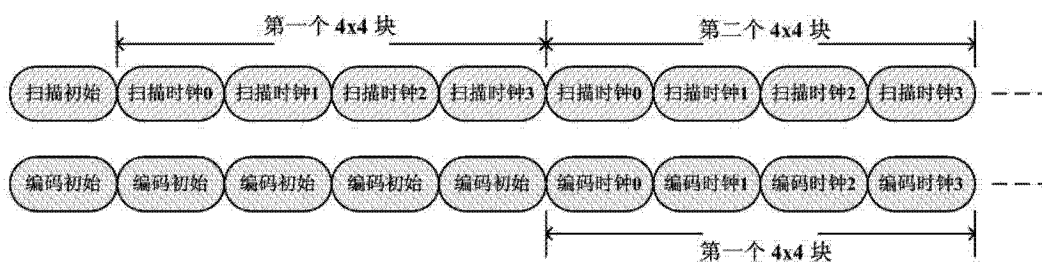 第一个 4x4 块 第二个 4x4 块
扫描初始 扫描时钟0 扫描时钟1 扫描时钟2 扫描时钟3 扫描时钟0 扫描时钟1 扫描时钟2 扫描时钟3
编码初始 编码初始 编码初始 编码初始 编码初始 编码时钟0 编码时钟1 编码时钟2 编码时钟3
第一个 4x4 块